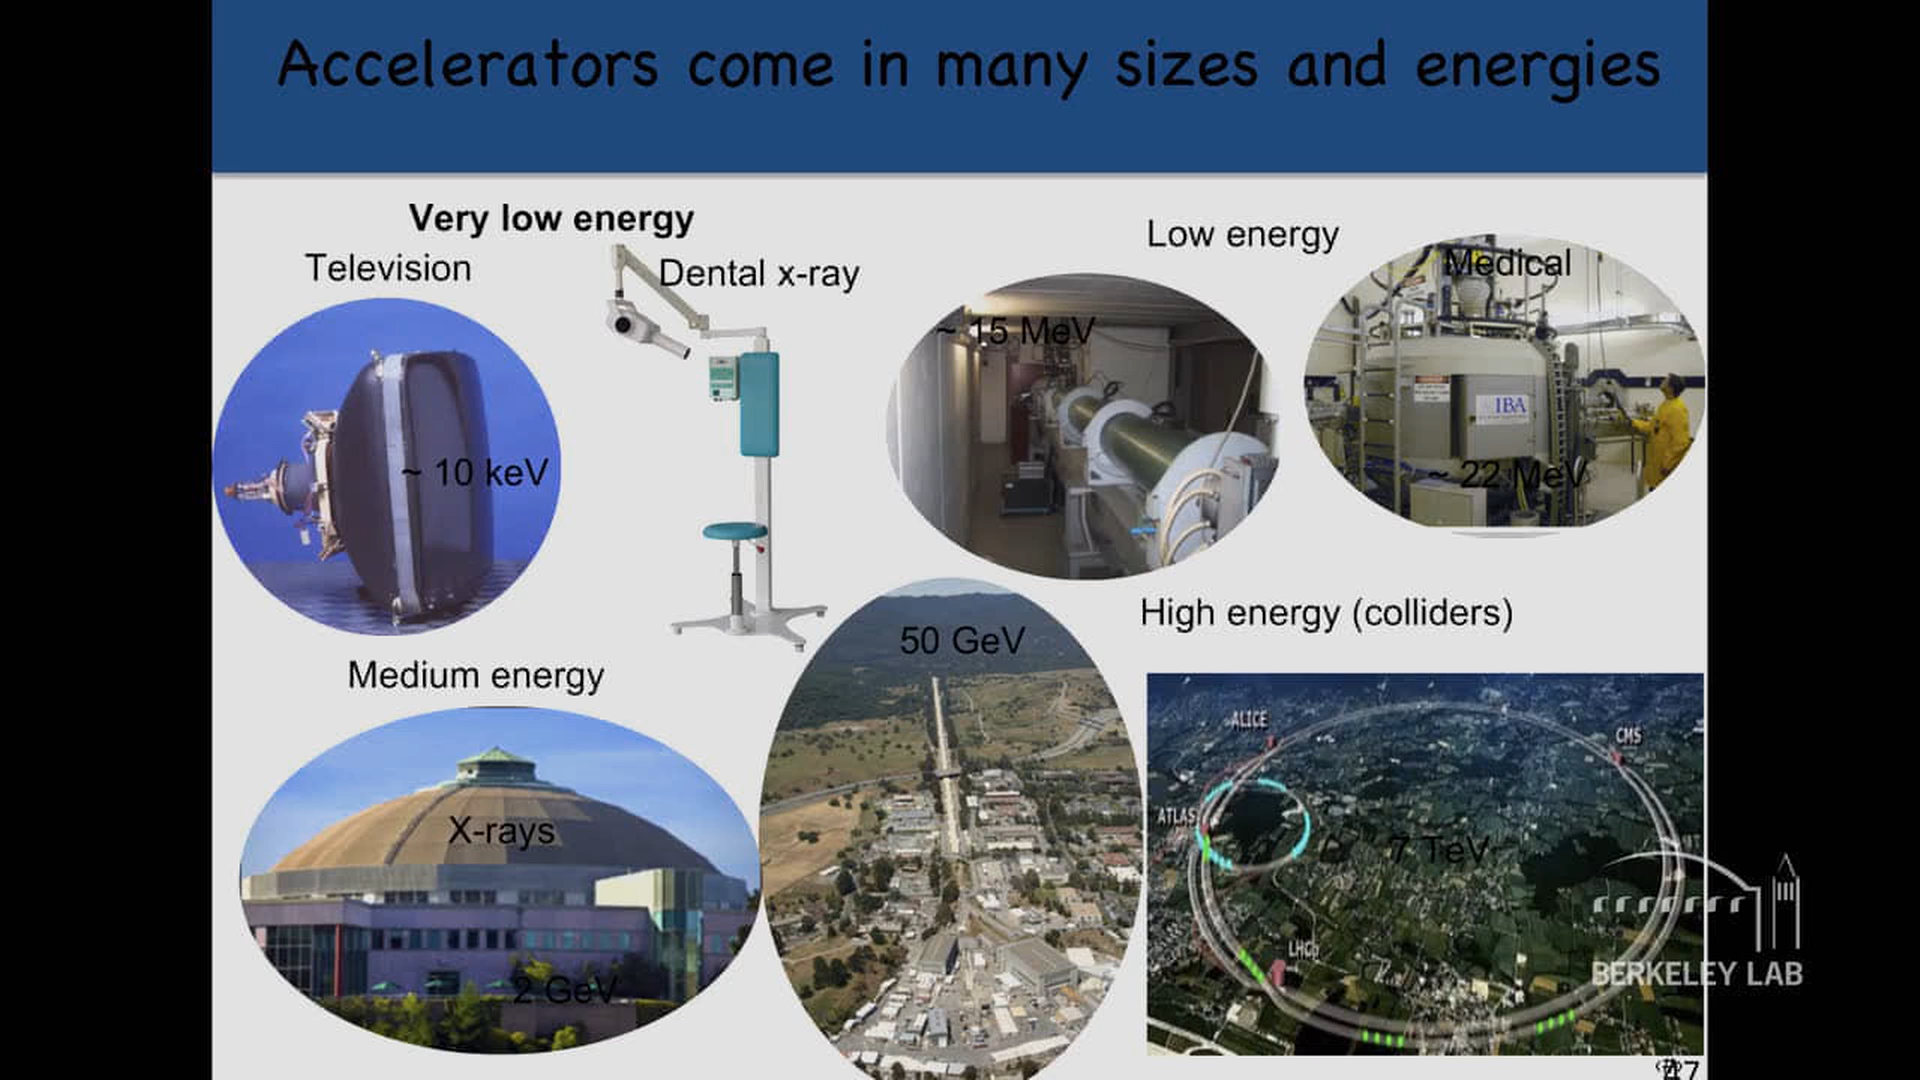 Accelerators come in many sizes and energies
Very low energy
Television
Dental x-ray
~ 10 keV
Low energy
Medical
~ 15 MeV
IBA
~ 22 MeV
Medium energy
X-rays
2 GeV
50 GeV
High energy (colliders)
ALICE
CMS
ATLAS
7 TeV
LHCb
BERKELEY LAB